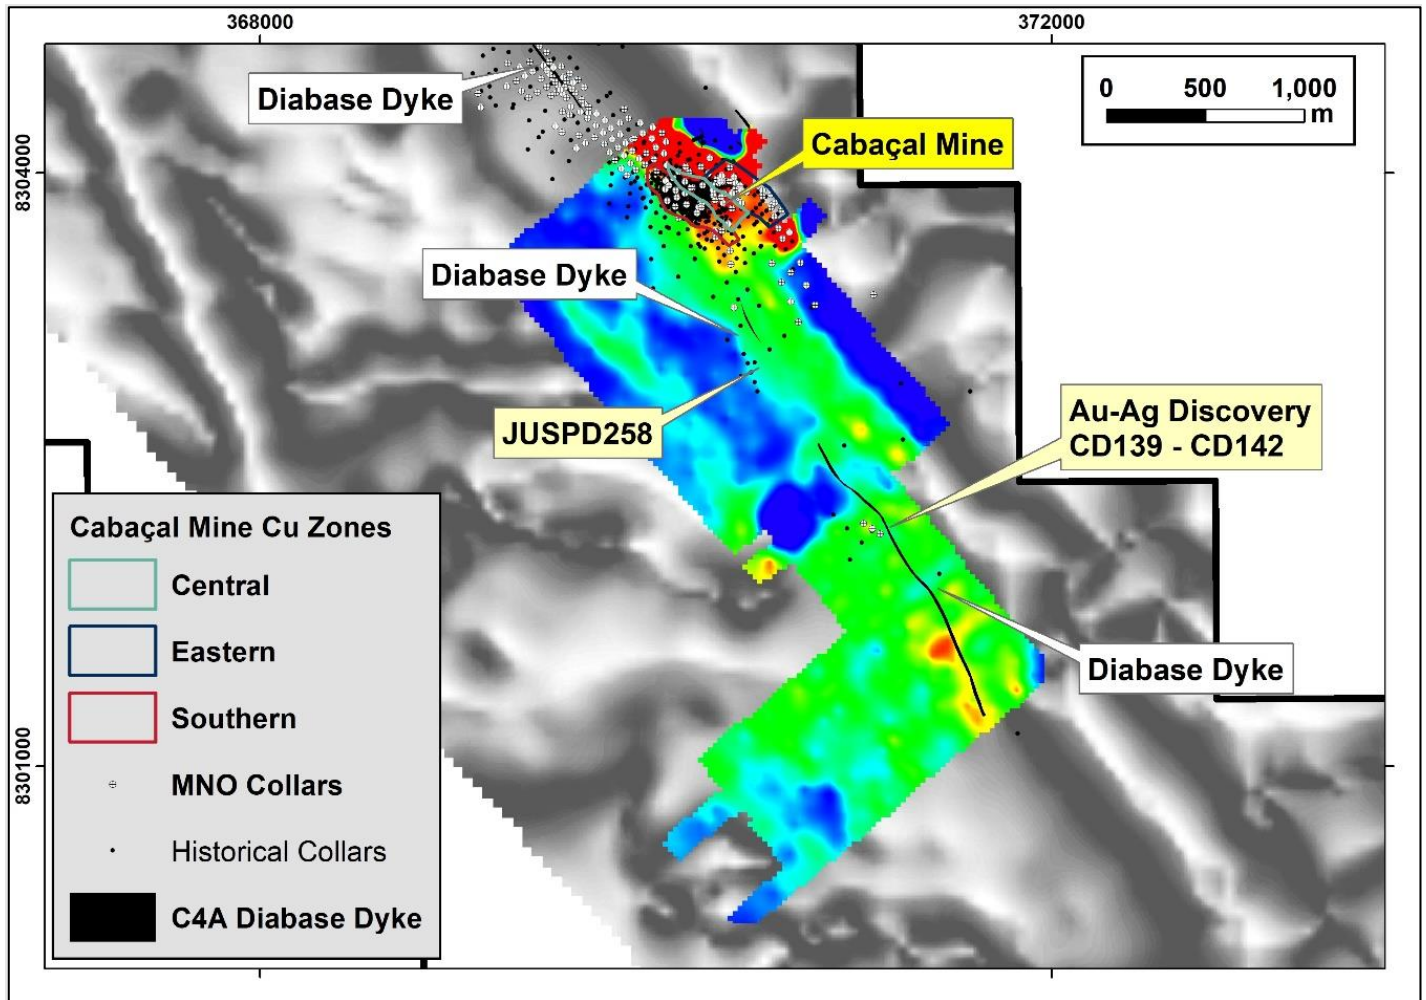 368000
372000
Diabase Dyke
0 500 1,000
m
Cabaçal Mine
8304000
Diabase Dyke
JUSPD258
Au-Ag Discovery
CD139 - CD142
Diabase Dyke
Cabaçal Mine Cu Zones
Central
Eastern
Southern
MNO Collars
Historical Collars
C4A Diabase Dyke
8301000